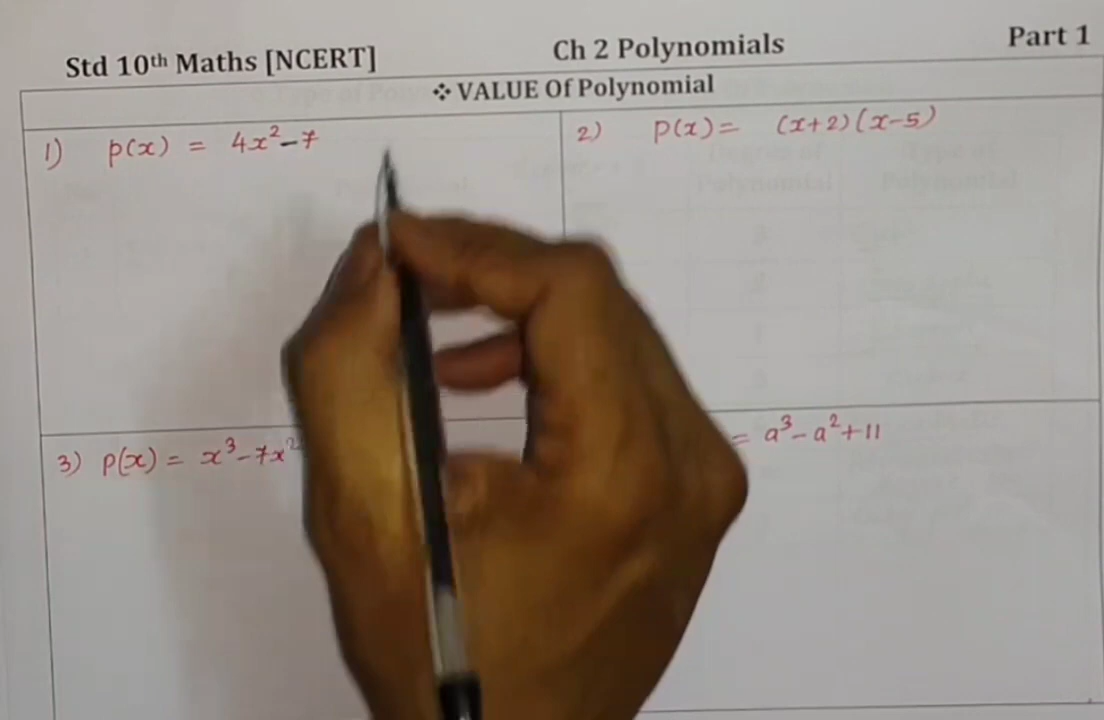 Std 10th Maths [NCERT] Ch 2 Polynomials Part 1
❖ VALUE Of Polynomial
1) p(x) = 4x²-7
2) p(x) = (x+2)(x-5)
3) p(x) = x³-7x²
= a³-a²+11